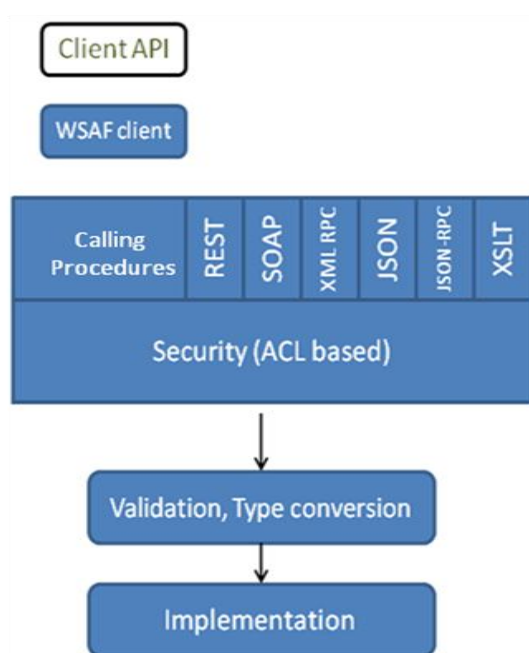 Client API
WSAF client
Calling
Procedures
REST
SOAP
XML RPC
JSON
JSON-RPC
XSLT
Security (ACL based)
Validation, Type conversion
Implementation